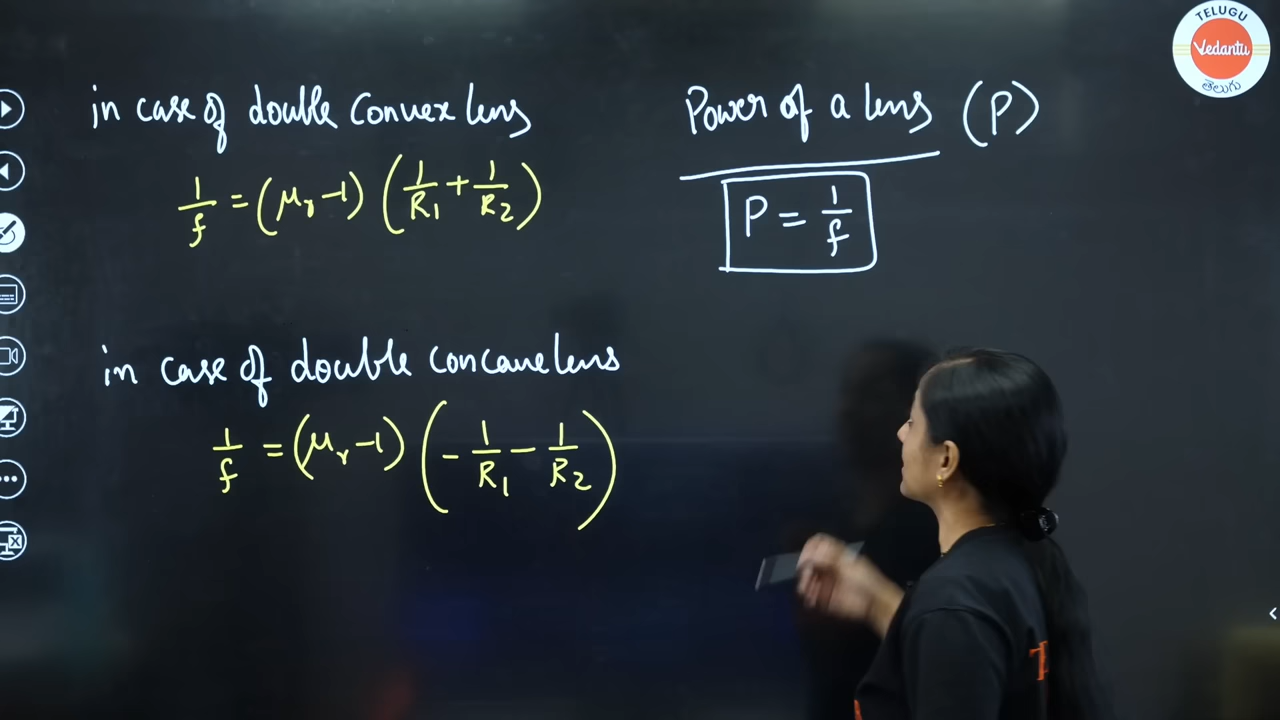 in case of double convex lens
1/f = (μr-1) (1/R1 + 1/R2)
in case of double concave lens
1/f = (μr-1) (-1/R1 - 1/R2)
Power of a lens (P)
P = 1/f
TELUGU
Vedantu
తెలుగు